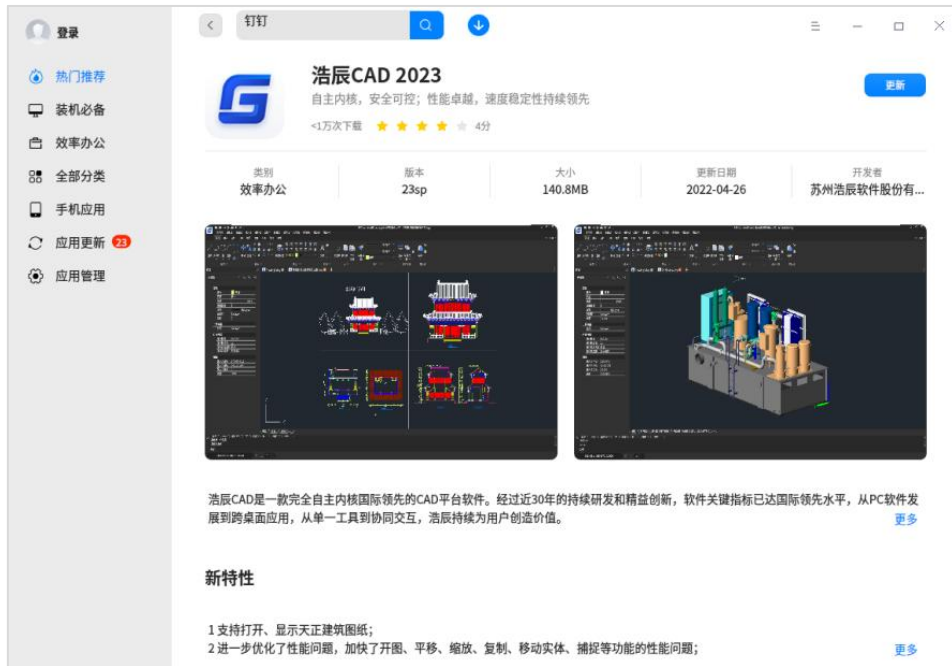 登录
钉钉
热门推荐
装机必备
效率办公
全部分类
手机应用
应用更新 23
应用管理
浩辰CAD 2023
自主内核，安全可控；性能卓越，速度稳定性持续领先
<1万次下载 4分
更新
类别 版本 大小 更新日期 开发者
效率办公 23sp 140.8MB 2022-04-26 苏州浩辰软件股份有...
浩辰CAD是一款完全自主内核国际领先的CAD平台软件。经过近30年的持续研发和精益创新，软件关键指标已达国际领先水平，从PC软件发
展到跨桌面应用，从单一工具到协同交互，浩辰持续为用户创造价值。 更多
新特性
1 支持打开、显示天正建筑图纸；
2 进一步优化了性能问题，加快了开图、平移、缩放、复制、移动实体、捕捉等功能的性能问题； 更多